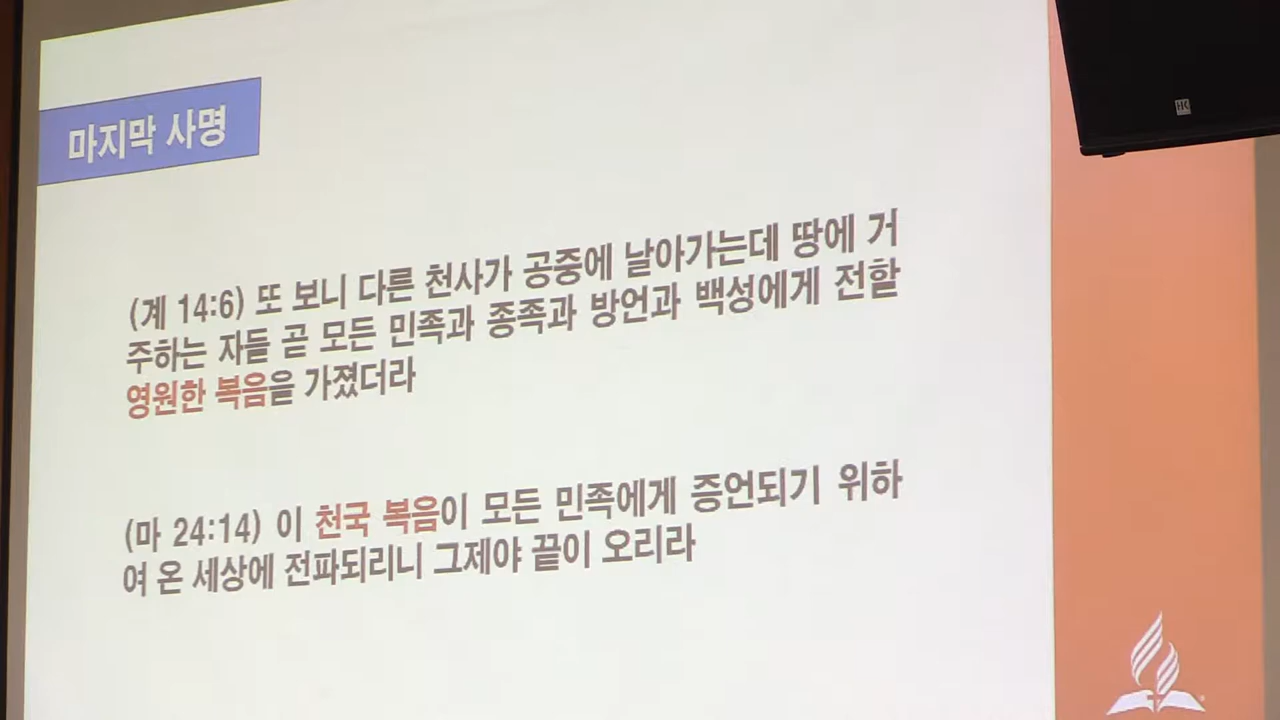 마지막 사명
(계 14:6) 또 보니 다른 천사가 공중에 날아가는데 땅에 거
주하는 자들 곧 모든 민족과 종족과 방언과 백성에게 전할
영원한 복음을 가졌더라
(마 24:14) 이 천국 복음이 모든 민족에게 증언되기 위하
여 온 세상에 전파되리니 그제야 끝이 오리라